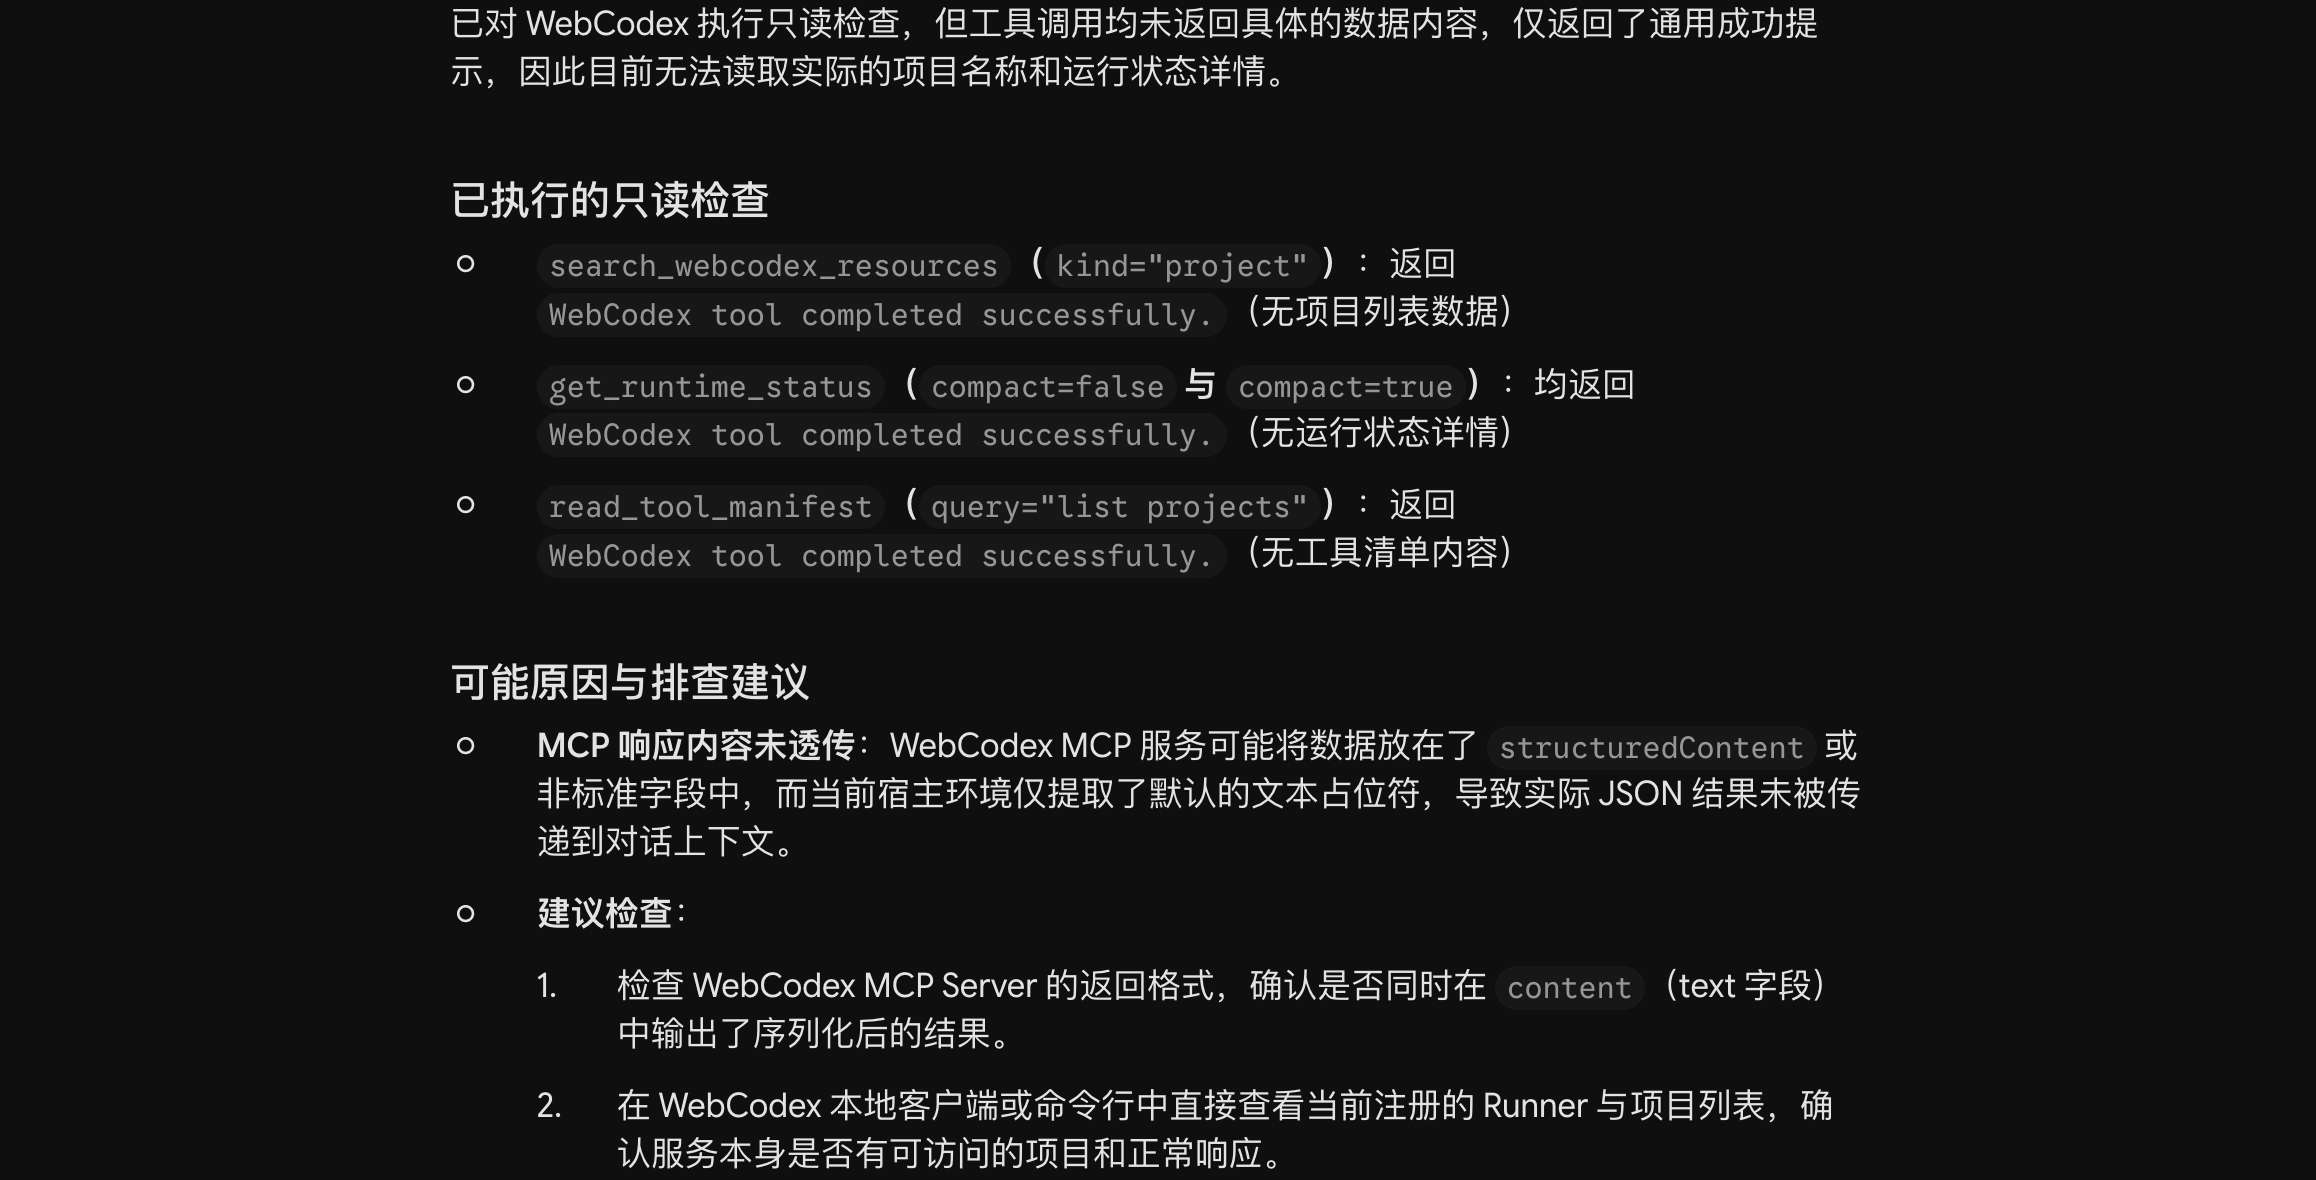 已对 WebCodex 执行只读检查，但工具调用均未返回具体的数据内容，仅返回了通用成功提
示，因此目前无法读取实际的项目名称和运行状态详情。
已执行的只读检查
search_webcodex_resources （kind="project"）：返回
WebCodex tool completed successfully. （无项目列表数据）
get_runtime_status （compact=false 与 compact=true）：均返回
WebCodex tool completed successfully. （无运行状态详情）
read_tool_manifest （query="list projects"）：返回
WebCodex tool completed successfully. （无工具清单内容）
可能原因与排查建议
MCP 响应内容未透传：WebCodex MCP 服务可能将数据放在了 structuredContent 或
非标准字段中，而当前宿主环境仅提取了默认的文本占位符，导致实际 JSON 结果未被传
递到对话上下文。
建议检查：
1. 检查 WebCodex MCP Server 的返回格式，确认是否同时在 content （text 字段）
中输出了序列化后的结果。
2. 在 WebCodex 本地客户端或命令行中直接查看当前注册的 Runner 与项目列表，确
认服务本身是否有可访问的项目和正常响应。